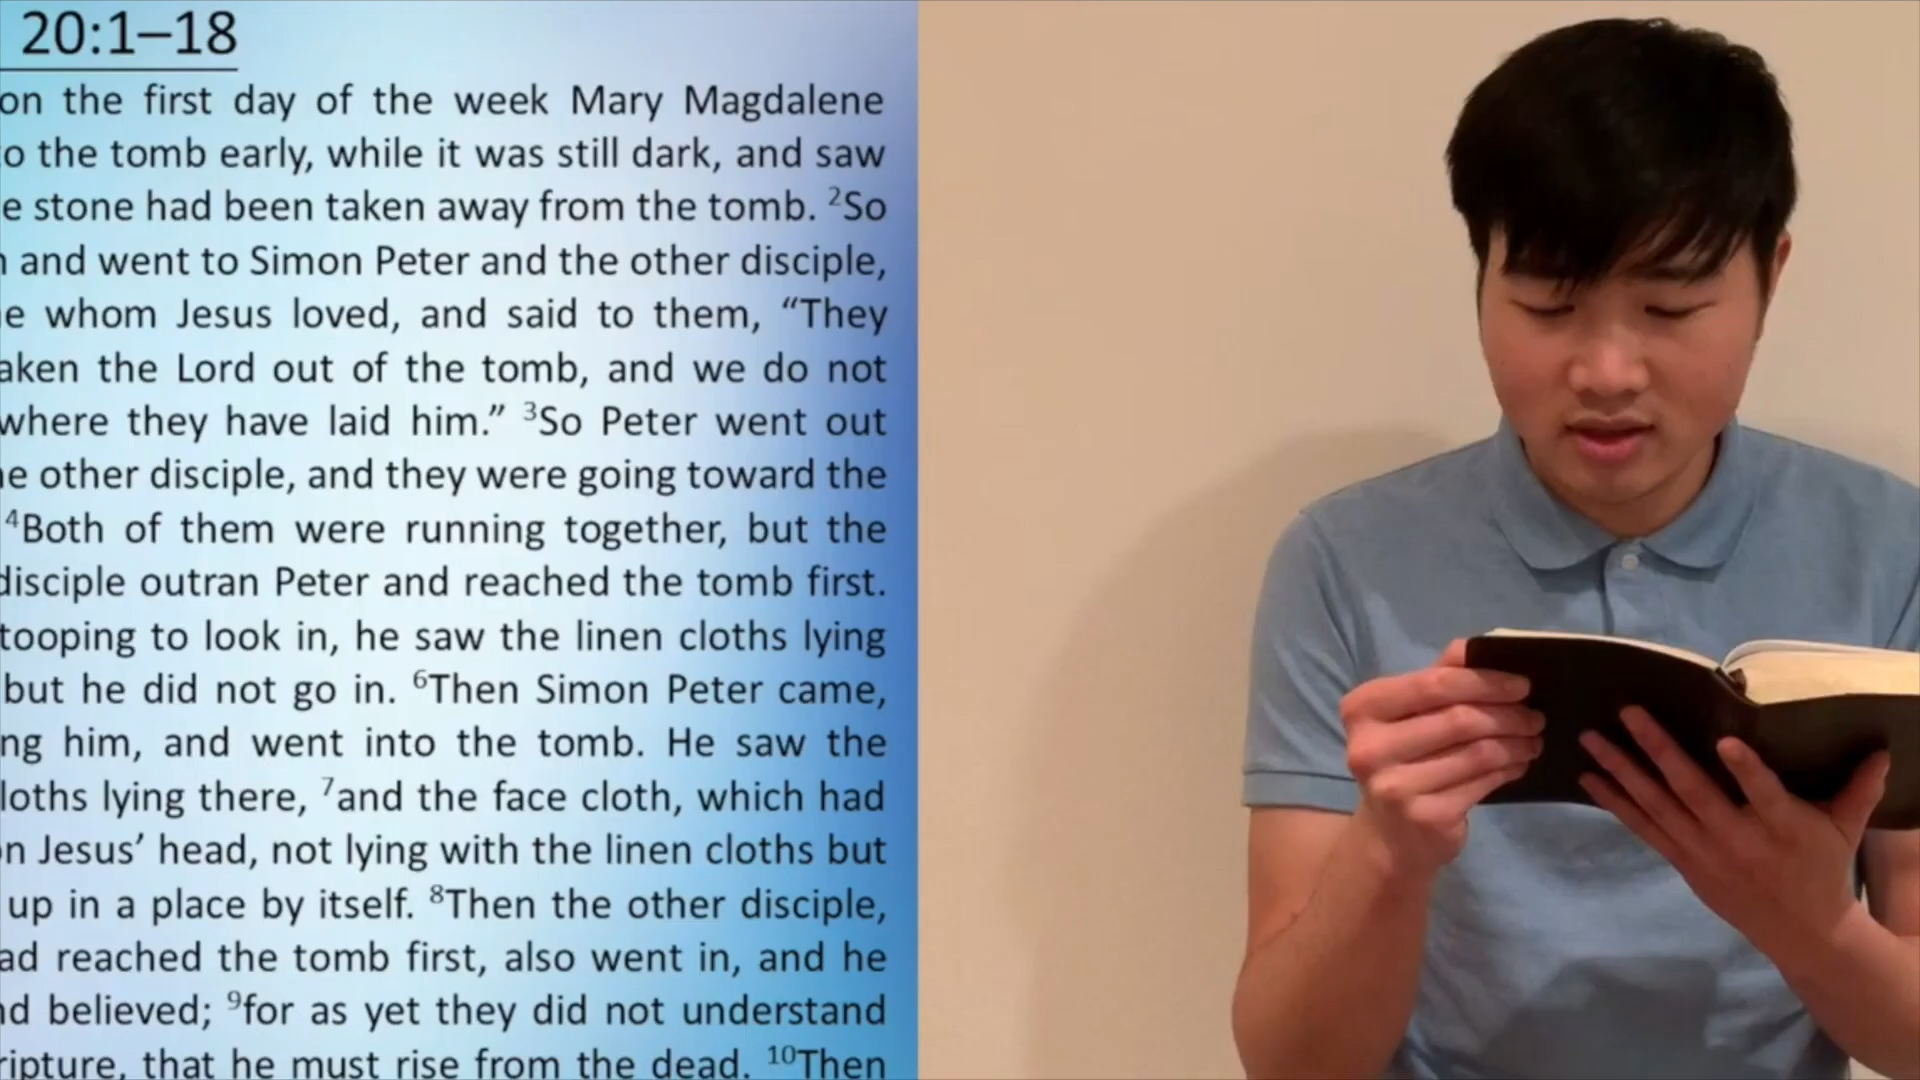 20:1–18
on the first day of the week Mary Magdalene
to the tomb early, while it was still dark, and saw
stone had been taken away from the tomb. ²So
and went to Simon Peter and the other disciple,
whom Jesus loved, and said to them, “They
the Lord out of the tomb, and we do not
where they have laid him.” ³So Peter went out
other disciple, and they were going toward the
⁴Both of them were running together, but the
disciple outran Peter and reached the tomb first.
to look in, he saw the linen cloths lying
but he did not go in. ⁶Then Simon Peter came,
him, and went into the tomb. He saw the
lying there, ⁷and the face cloth, which had
Jesus’ head, not lying with the linen cloths but
up in a place by itself. ⁸Then the other disciple,
reached the tomb first, also went in, and he
believed; ⁹for as yet they did not understand
that he must rise from the dead. ¹⁰Then